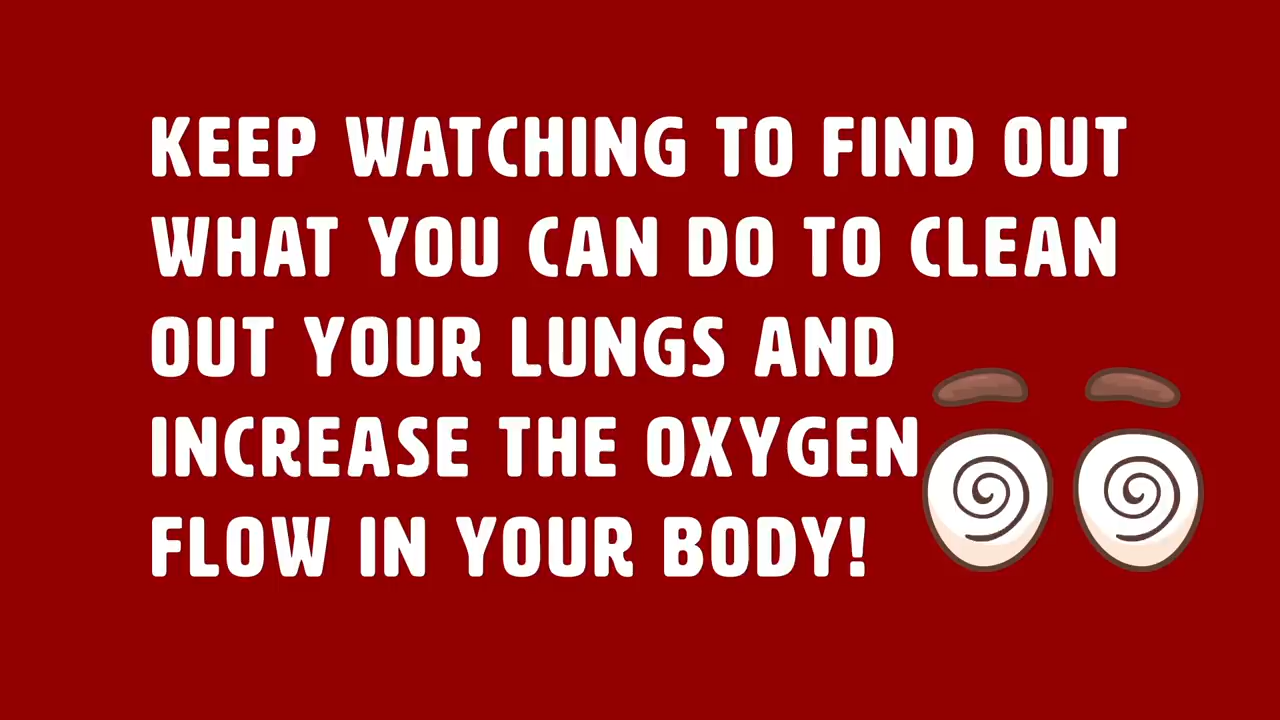 KEEP WATCHING TO FIND OUT
WHAT YOU CAN DO TO CLEAN
OUT YOUR LUNGS AND
INCREASE THE OXYGEN
FLOW IN YOUR BODY!